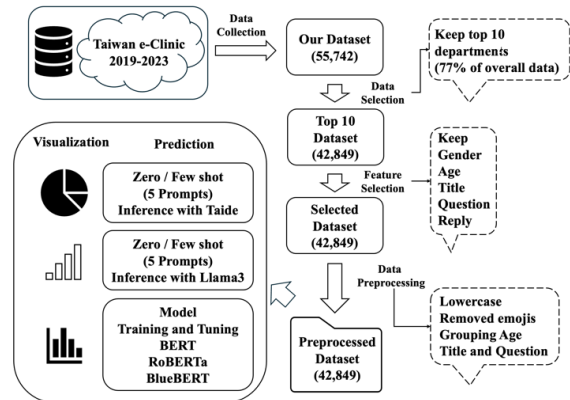 Taiwan e-Clinic
2019-2023
Data
Collection
Our Dataset
(55,742)
Keep top 10
departments
(77% of overall data)
Data
Selection
Top 10
Dataset
(42,849)
Feature
Selection
Keep
Gender
Age
Title
Question
Reply
Selected
Dataset
(42,849)
Data
Preprocessing
Lowercase
Removed emojis
Grouping Age
Title and Question
Preprocessed
Dataset
(42,849)
Visualization
Prediction
Zero / Few shot
(5 Prompts)
Inference with Taide
Zero / Few shot
(5 Prompts)
Inference with Llama3
Model
Training and Tuning
BERT
RoBERTa
BlueBERT